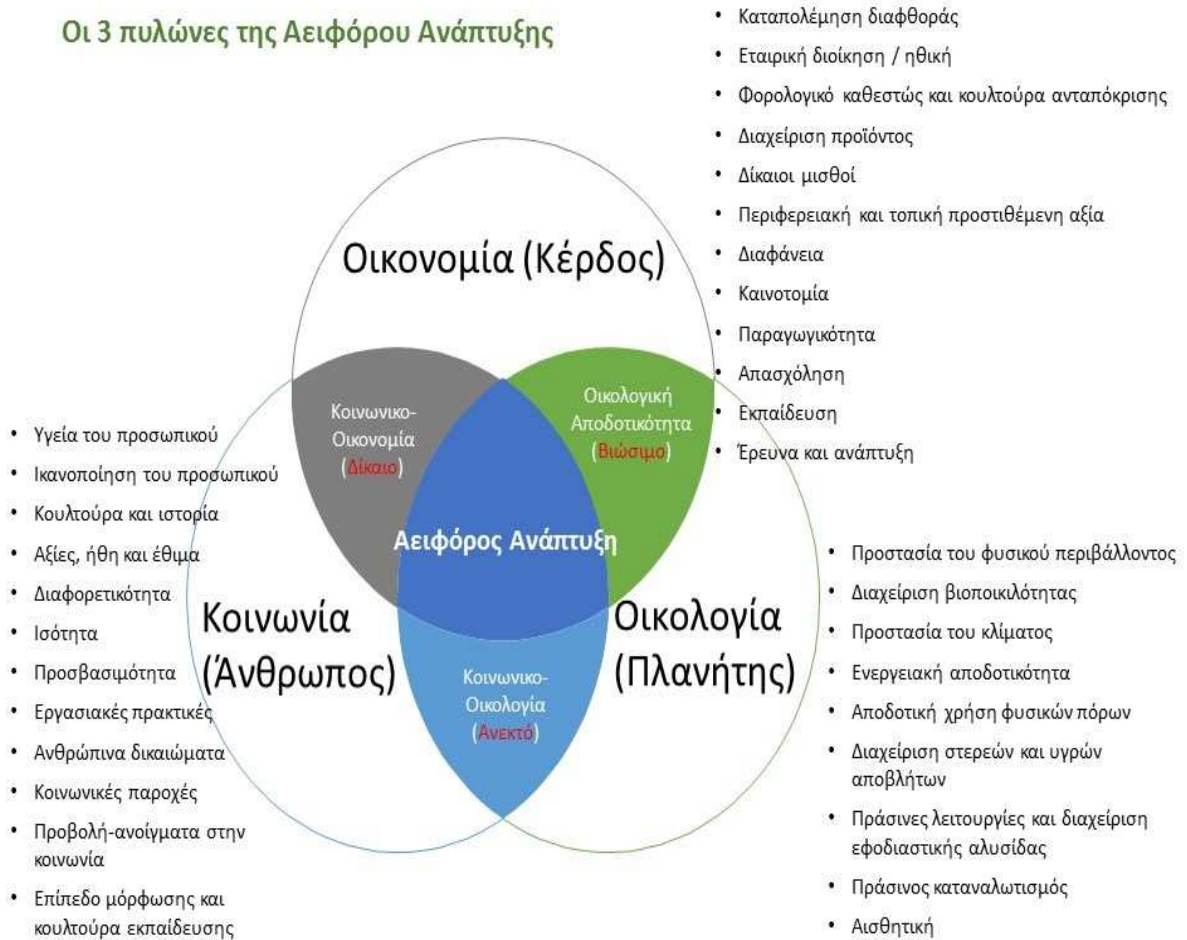 Οι 3 πυλώνες της Αειφόρου Ανάπτυξης
• Καταπολέμηση διαφθοράς
• Εταιρική διοίκηση / ηθική
• Φορολογικό καθεστώς και κουλτούρα ανταπόκρισης
• Διαχείριση προϊόντος
• Δίκαιοι μισθοί
• Περιφερειακή και τοπική προστιθέμενη αξία
• Διαφάνεια
• Καινοτομία
• Παραγωγικότητα
• Απασχόληση
• Εκπαίδευση
• Έρευνα και ανάπτυξη
Οικονομία (Κέρδος)
Κοινωνικο-
Οικονομία
(Δίκαιο)
Οικολογική
Αποδοτικότητα
(Βιώσιμο)
Αειφόρος Ανάπτυξη
Κοινωνία
(Άνθρωπος)
Οικολογία
(Πλανήτης)
Κοινωνικο-
Οικολογία
(Ανεκτό)
• Υγεία του προσωπικού
• Ικανοποίηση του προσωπικού
• Κουλτούρα και ιστορία
• Αξίες, ήθη και έθιμα
• Διαφορετικότητα
• Ισότητα
• Προσβασιμότητα
• Εργασιακές πρακτικές
• Ανθρώπινα δικαιώματα
• Κοινωνικές παροχές
• Προβολή-ανοίγματα στην
κοινωνία
• Επίπεδο μόρφωσης και
κουλτούρα εκπαίδευσης
• Προστασία του φυσικού περιβάλλοντος
• Διαχείριση βιοποικιλότητας
• Προστασία του κλίματος
• Ενεργειακή αποδοτικότητα
• Αποδοτική χρήση φυσικών πόρων
• Διαχείριση στερεών και υγρών
αποβλήτων
• Πράσινες λειτουργίες και διαχείριση
εφοδιαστικής αλυσίδας
• Πράσινος καταναλωτισμός
• Αισθητική